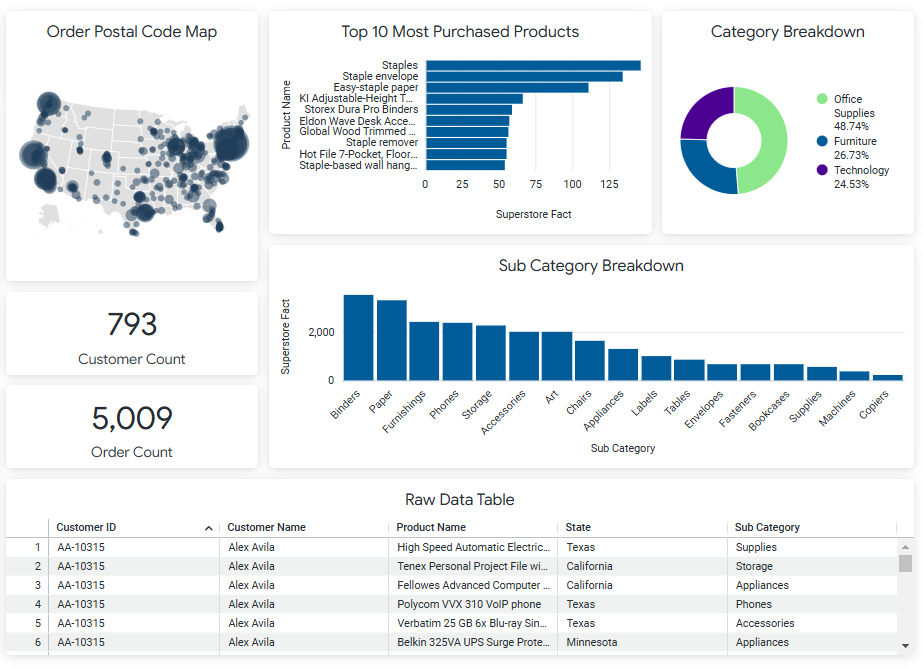 Order Postal Code Map
Top 10 Most Purchased Products
Product Name
Staples
Staple envelope
Easy-staple paper
KI Adjustable-Height T...
Storex Dura Pro Binders
Eldon Wave Desk Acce...
Global Wood Trimmed ...
Staple remover
Hot File 7-Pocket, Floor...
Staple-based wall hang...
0 25 50 75 100 125
Superstore Fact
Category Breakdown
Office
Supplies
48.74%
Furniture
26.73%
Technology
24.53%
793
Customer Count
5,009
Order Count
Sub Category Breakdown
Superstore Fact
2,000
0
Binders Paper Furnishings Phones Storage Accessories Art Chairs Appliances Labels Tables Envelopes Fasteners Bookcases Supplies Machines Copiers
Sub Category
Raw Data Table
Customer ID Customer Name Product Name State Sub Category
1 AA-10315 Alex Avila High Speed Automatic Electric... Texas Supplies
2 AA-10315 Alex Avila Tenex Personal Project File wi... California Storage
3 AA-10315 Alex Avila Fellowes Advanced Computer ... California Appliances
4 AA-10315 Alex Avila Polycom VVX 310 VoIP phone Texas Phones
5 AA-10315 Alex Avila Verbatim 25 GB 6x Blu-ray Sin... Texas Accessories
6 AA-10315 Alex Avila Belkin 325VA UPS Surge Prote... Minnesota Appliances